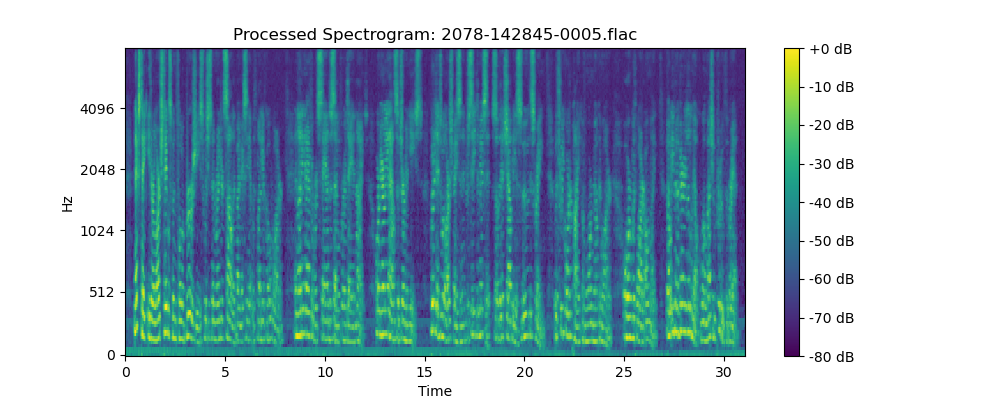 Processed Spectrogram: 2078-142845-0005.flac
4096
2048
1024
512
0
Hz
0 5 10 15 20 25 30
Time
+0 dB
-10 dB
-20 dB
-30 dB
-40 dB
-50 dB
-60 dB
-70 dB
-80 dB